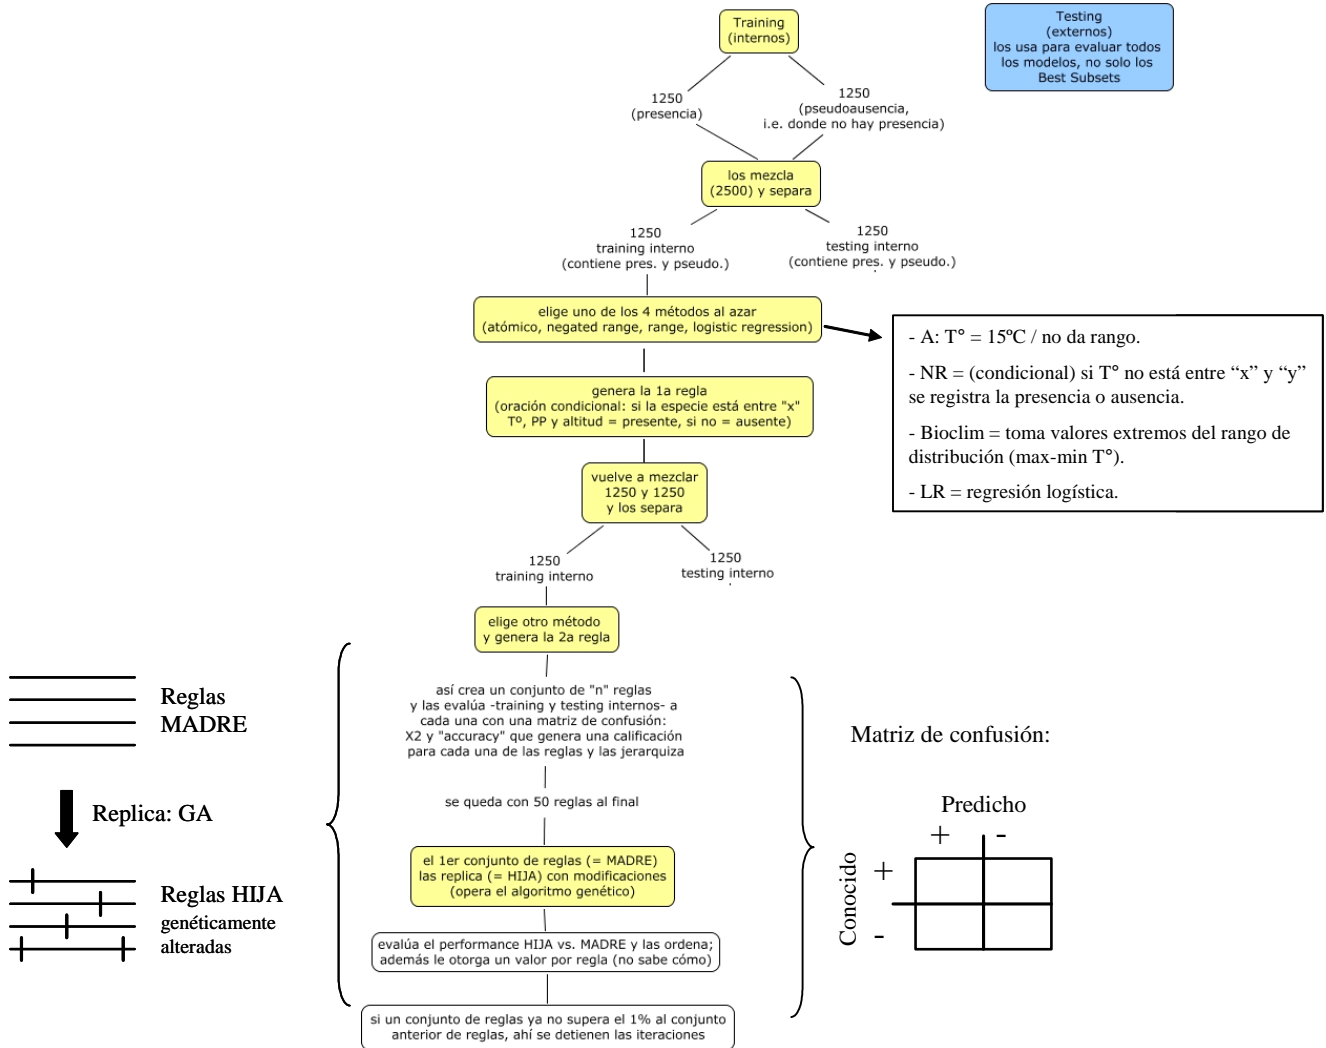 Training
(internos)
Testing
(externos)
los usa para evaluar todos
los modelos, no solo los
Best Subsets
1250
(presencia)
1250
(pseudoausencia,
i.e. donde no hay presencia)
los mezcla
(2500) y separa
1250
training interno
(contiene pres. y pseudo.)
1250
testing interno
(contiene pres. y pseudo.)
elige uno de los 4 métodos al azar
(atómico, negated range, range, logistic regression)
- A: T° = 15ºC / no da rango.
- NR = (condicional) si T° no está entre “x” y “y”
se registra la presencia o ausencia.
- Bioclim = toma valores extremos del rango de
distribución (max-min T°).
- LR = regresión logística.
genera la 1a regla
(oración condicional: si la especie está entre "x"
Tº, PP y altitud = presente, si no = ausente)
vuelve a mezclar
1250 y 1250
y los separa
1250
training interno
1250
testing interno
elige otro método
y genera la 2a regla
así crea un conjunto de "n" reglas
y las evalúa -training y testing internos- a
cada una con una matriz de confusión:
X2 y "accuracy" que genera una calificación
para cada una de las reglas y las jerarquiza
se queda con 50 reglas al final
el 1er conjunto de reglas (= MADRE)
las replica (= HIJA) con modificaciones
(opera el algoritmo genético)
evalúa el performance HIJA vs. MADRE y las ordena;
además le otorga un valor por regla (no sabe cómo)
si un conjunto de reglas ya no supera el 1% al conjunto
anterior de reglas, ahí se detienen las iteraciones
Reglas
MADRE
Replica: GA
Reglas HIJA
genéticamente
alteradas
Matriz de confusión:
Predicho
+ -
Conocido
+
-